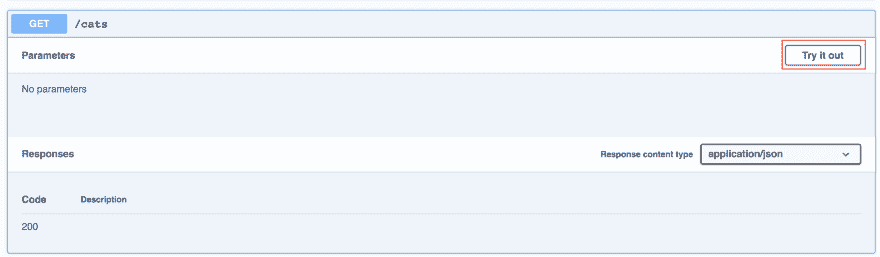 GET /cats
Parameters Try it out
No parameters
Responses Response content type application/json
Code Description
200